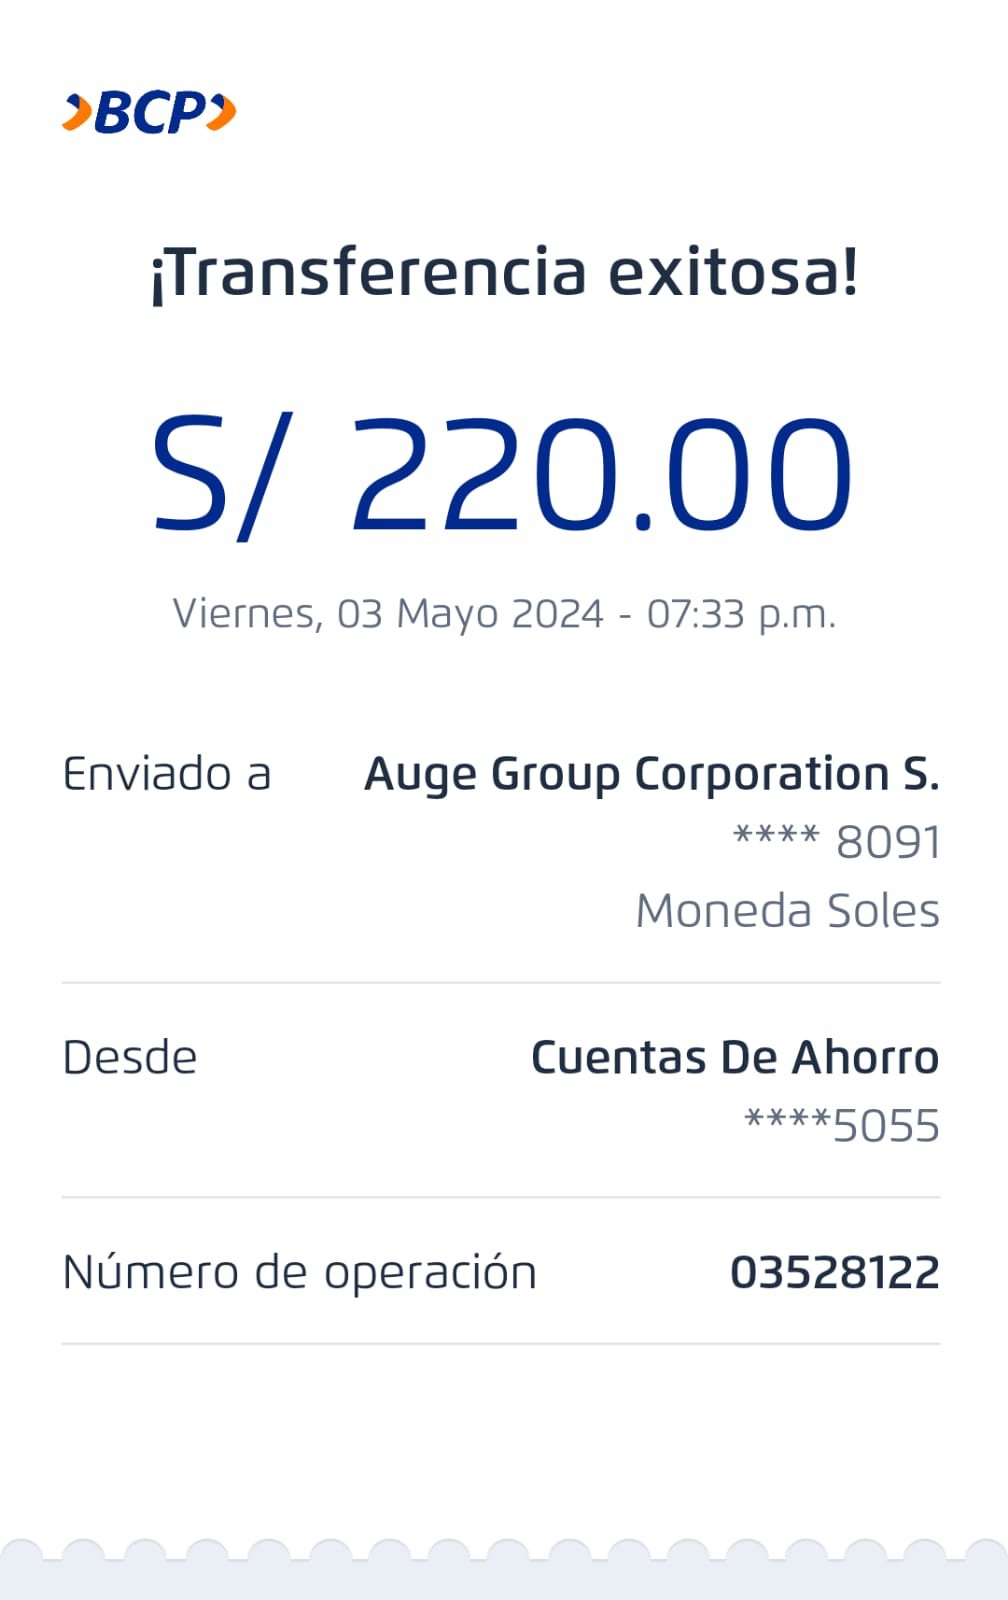 BCP
¡Transferencia exitosa!
S/ 220.00
Viernes, 03 Mayo 2024 - 07:33 p.m.
Enviado a Auge Group Corporation S.
**** 8091
Moneda Soles
Desde Cuentas De Ahorro
****5055
Número de operación 03528122